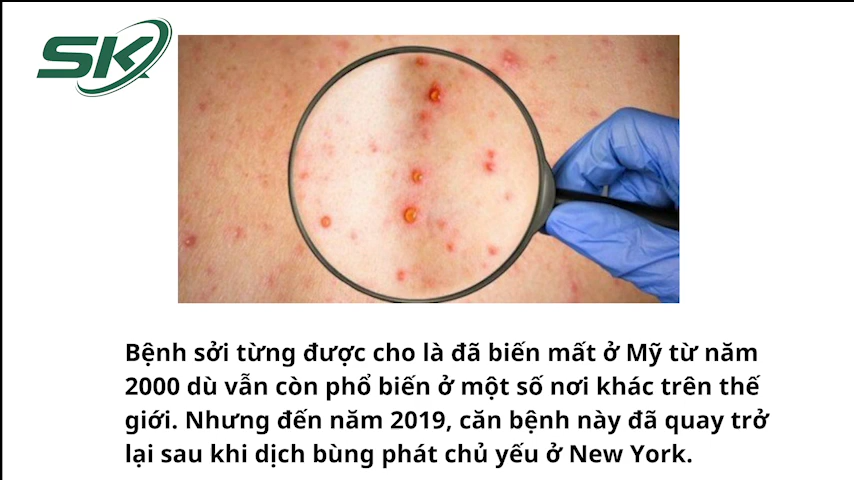 SK
Bệnh sởi từng được cho là đã biến mất ở Mỹ từ năm
2000 dù vẫn còn phổ biến ở một số nơi khác trên thế
giới. Nhưng đến năm 2019, căn bệnh này đã quay trở
lại sau khi dịch bùng phát chủ yếu ở New York.